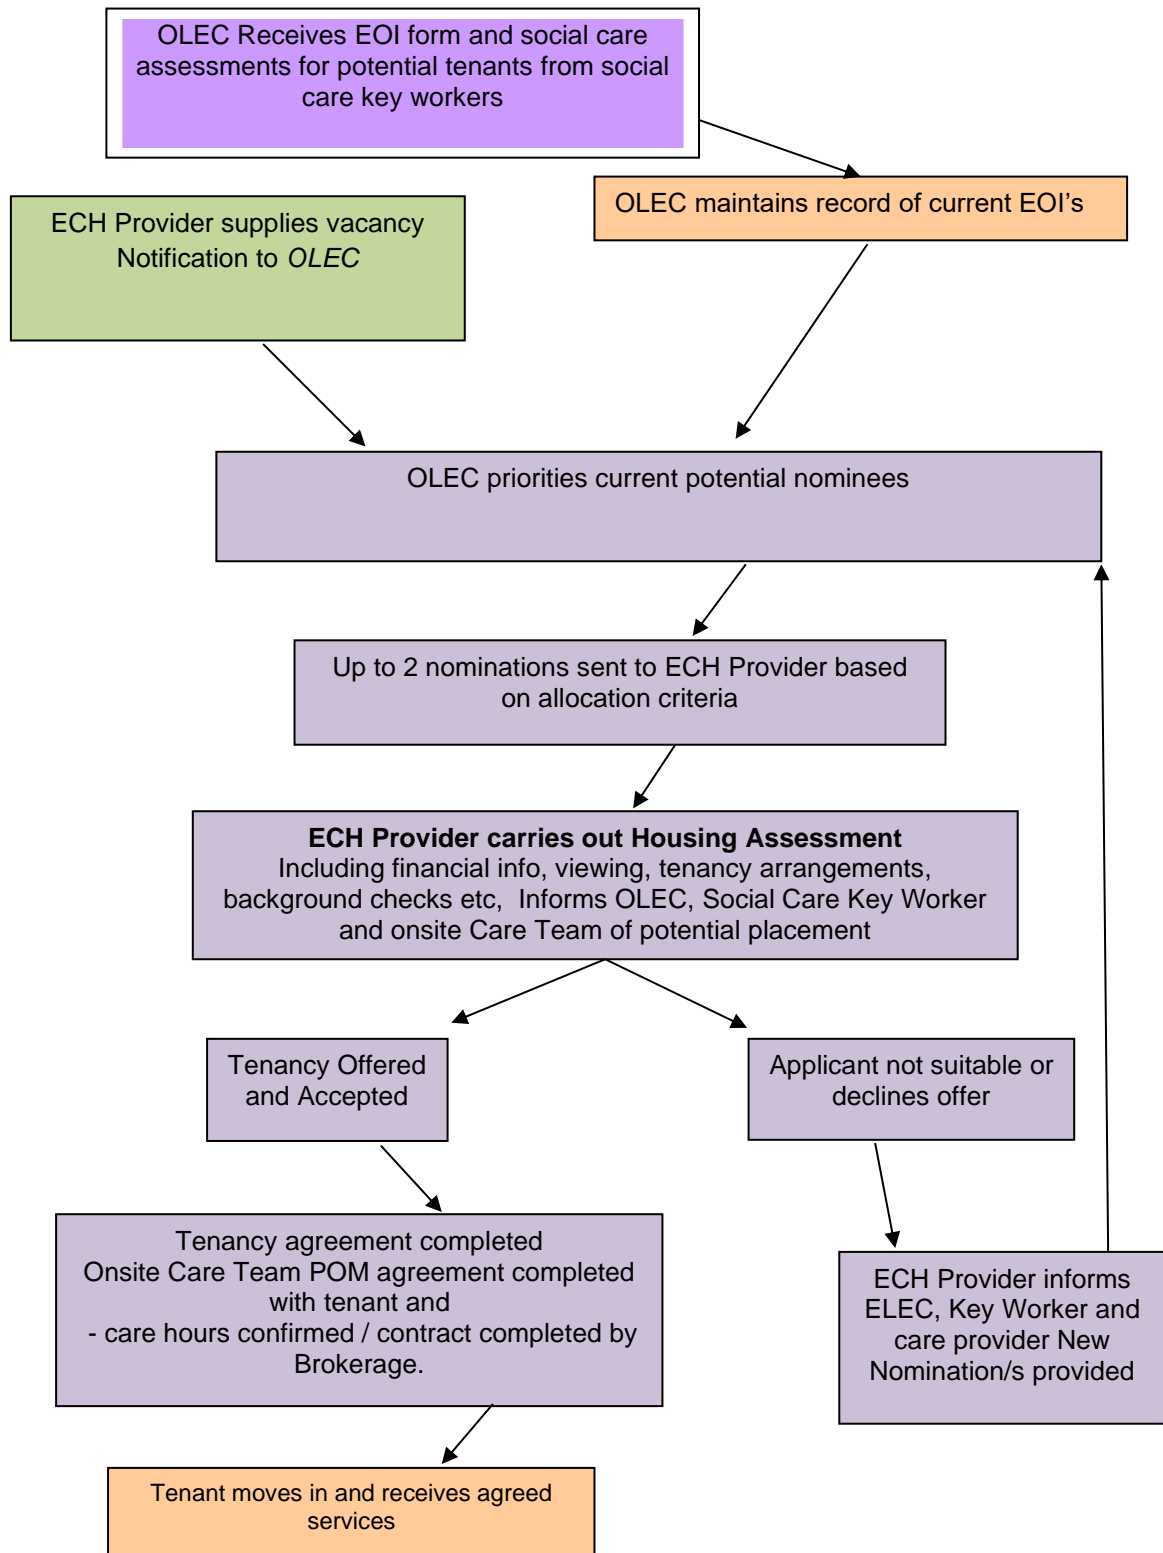 OLEC Receives EOI form and social care
assessments for potential tenants from social
care key workers
OLEC maintains record of current EOI's
ECH Provider supplies vacancy
Notification to OLEC
OLEC priorities current potential nominees
Up to 2 nominations sent to ECH Provider based
on allocation criteria
ECH Provider carries out Housing Assessment
Including financial info, viewing, tenancy arrangements,
background checks etc, Informs OLEC, Social Care Key Worker
and onsite Care Team of potential placement
Tenancy Offered
and Accepted
Applicant not suitable or
declines offer
Tenancy agreement completed
Onsite Care Team POM agreement completed
with tenant and
- care hours confirmed / contract completed by
Brokerage.
ECH Provider informs
ELEC, Key Worker and
care provider New
Nomination/s provided
Tenant moves in and receives agreed
services